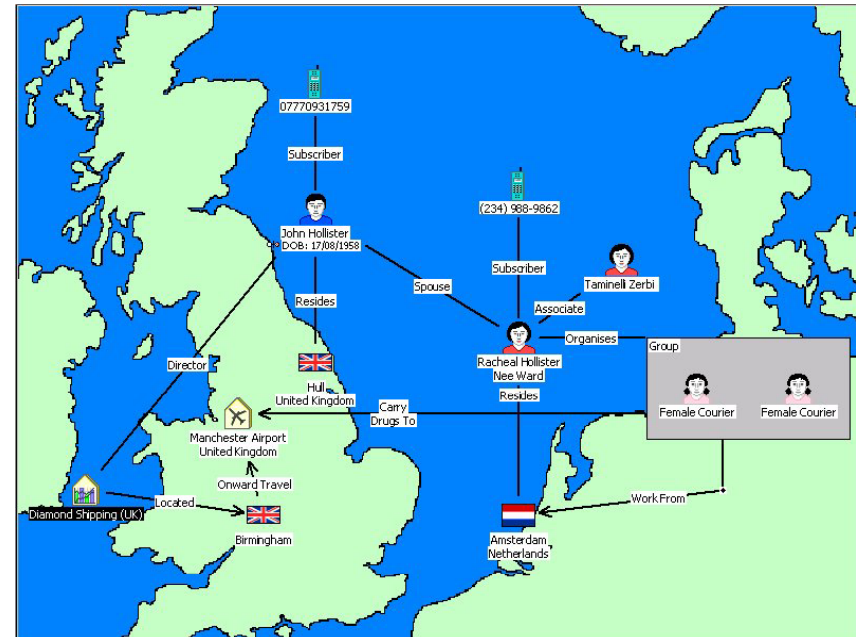 07770931759
Subscriber
(234) 988-9862
John Hollister
DOB: 17/08/1958
Subscriber
Taminelli Zerbi
Spouse
Resides
Associate
Organises
Group
Director
Racheal Hollister
Nee Ward
Hull
United Kingdom
Resides
Female Courier
Female Courier
Carry
Drugs To
Manchester Airport
United Kingdom
Onward Travel
Located
Work From
Diamond Shipping (UK)
Birmingham
Amsterdam
Netherlands